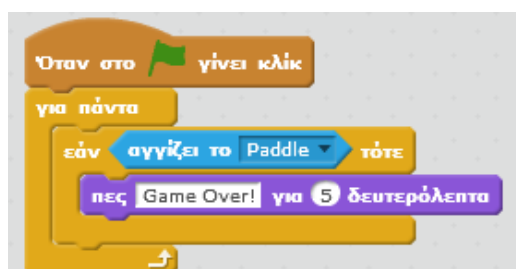 Όταν στο γίνει κλικ
για πάντα
εάν αγγίζει το Paddle τότε
πες Game Over! για 5 δευτερόλεπτα